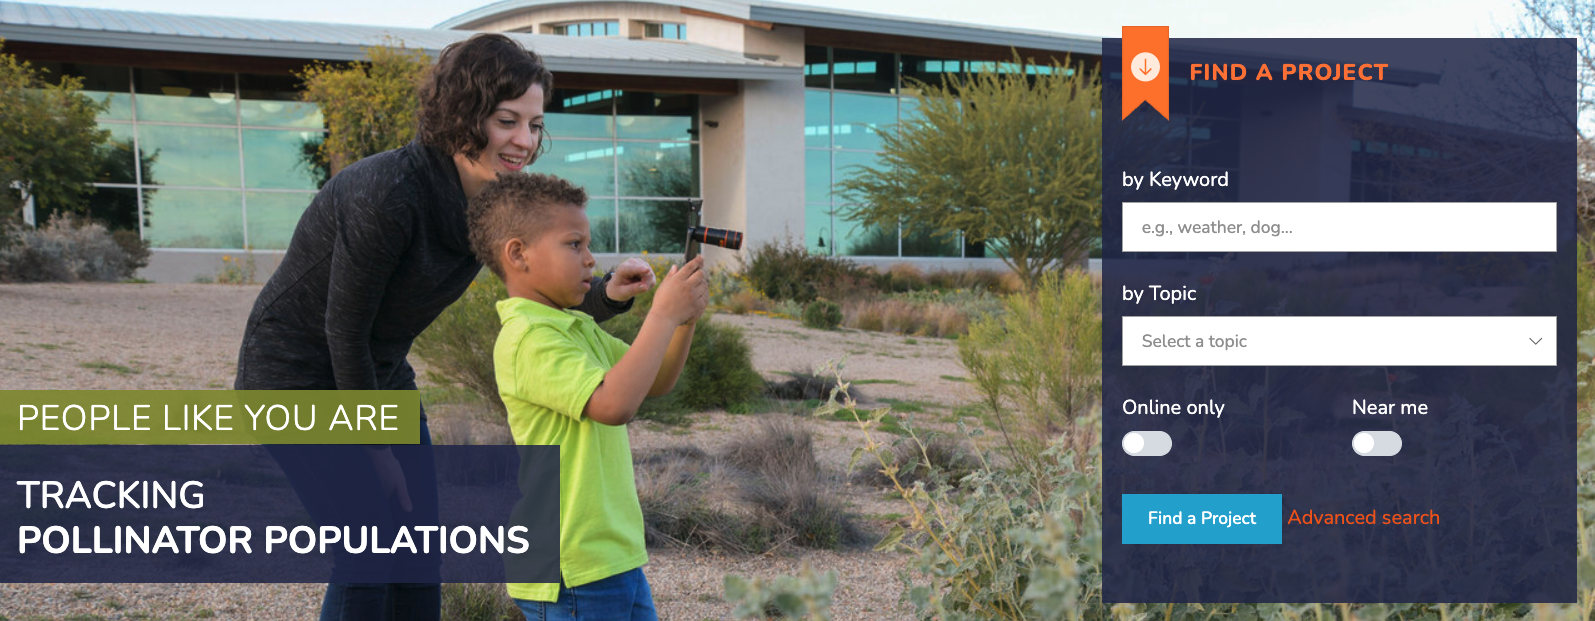 PEOPLE LIKE YOU ARE
TRACKING
POLLINATOR POPULATIONS
FIND A PROJECT
by Keyword
e.g., weather, dog...
by Topic
Select a topic
Online only
Near me
Find a Project
Advanced search